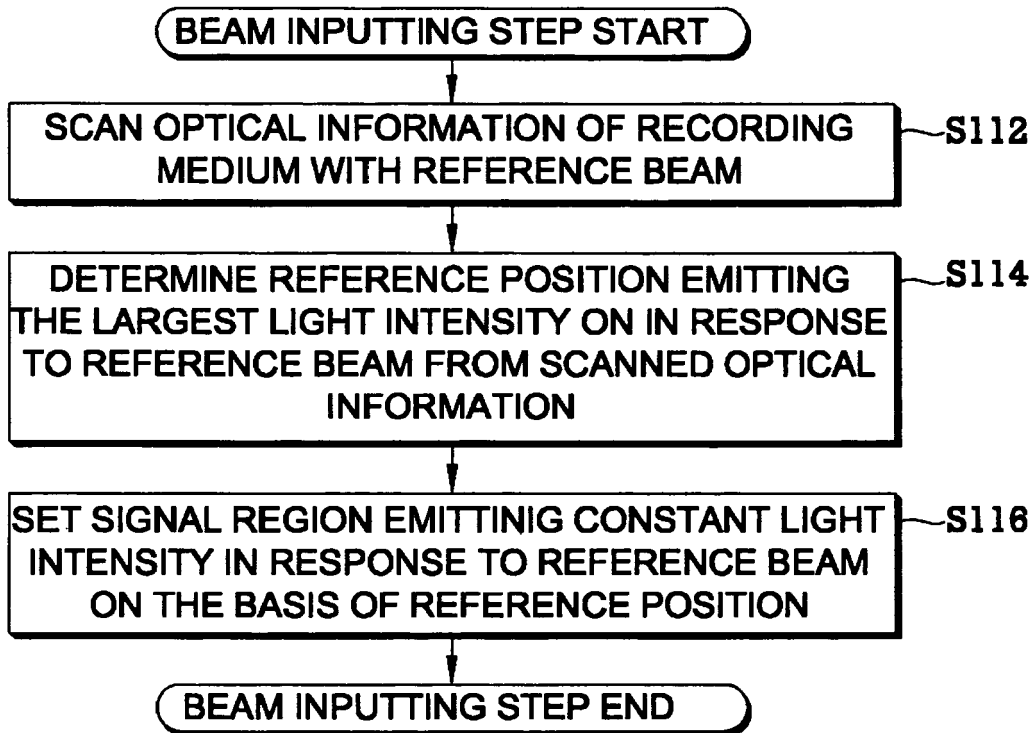 BEAM INPUTTING STEP START
SCAN OPTICAL INFORMATION OF RECORDING
MEDIUM WITH REFERENCE BEAM
S112
DETERMINE REFERENCE POSITION EMITTING
THE LARGEST LIGHT INTENSITY ON IN RESPONSE
TO REFERENCE BEAM FROM SCANNED OPTICAL
INFORMATION
S114
SET SIGNAL REGION EMITTINIG CONSTANT LIGHT
INTENSITY IN RESPONSE TO REFERENCE BEAM
ON THE BASIS OF REFERENCE POSITION
S116
BEAM INPUTTING STEP END